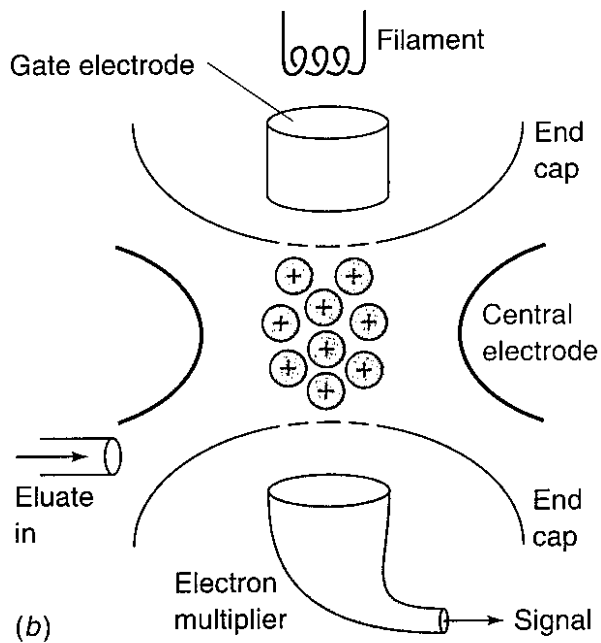 Filament
Gate electrode
End
cap
+ +
+ + +
+
+ +
+
Central
electrode
Eluate
in
End
cap
Electron
multiplier
Signal
(b)